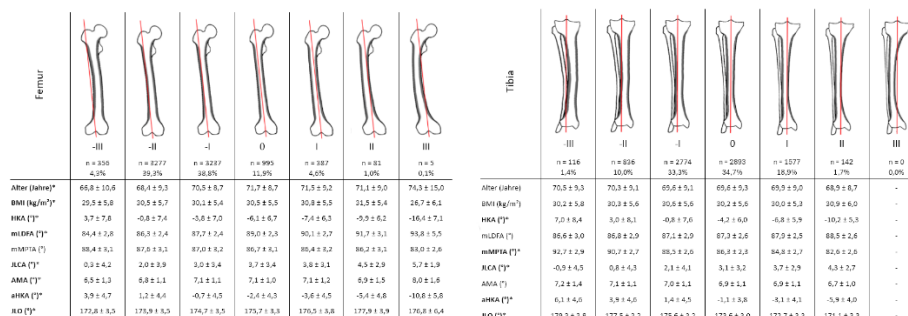 Femur
-III -II -I 0 I II III
n = 356 n = 3277 n = 3237 n = 995 n = 387 n = 81 n = 5
4,3% 39,3% 38,8% 11,9% 4,6% 1,0% 0,1%
Alter (Jahre)* 66,8 ± 10,6 68,4 ± 9,3 70,5 ± 8,7 71,7 ± 8,7 71,5 ± 9,2 71,1 ± 9,0 74,3 ± 15,0
BMI (kg/m²)* 29,5 ± 5,8 30,5 ± 5,7 30,1 ± 5,4 30,5 ± 5,5 30,8 ± 5,5 31,5 ± 5,4 26,7 ± 6,1
HKA (°)* 3,7 ± 7,8 -0,8 ± 7,4 -3,8 ± 7,0 -6,1 ± 6,7 -7,4 ± 6,3 -9,9 ± 6,2 -16,4 ± 7,1
mLDFA (°)* 84,4 ± 2,8 86,3 ± 2,4 87,7 ± 2,4 89,0 ± 2,3 90,1 ± 2,7 91,7 ± 3,1 93,8 ± 5,5
mMPTA (°) 88,4 ± 3,1 87,6 ± 3,1 87,0 ± 3,2 86,7 ± 3,1 86,4 ± 3,2 86,2 ± 3,1 83,0 ± 2,6
JLCA (°)* 0,3 ± 4,2 2,0 ± 3,9 3,0 ± 3,4 3,7 ± 3,4 3,8 ± 3,1 4,5 ± 2,9 5,7 ± 1,9
AMA (°)* 6,5 ± 1,3 6,8 ± 1,1 7,1 ± 1,1 7,1 ± 1,0 7,1 ± 1,2 6,9 ± 1,5 8,0 ± 1,6
aHKA (°)* 3,9 ± 4,7 1,2 ± 4,4 -0,7 ± 4,5 -2,4 ± 4,3 -3,6 ± 4,5 -5,4 ± 4,8 -10,8 ± 5,8
JLO (°)* 172,8 ± 3,5 173,9 ± 3,5 174,7 ± 3,5 175,7 ± 3,3 176,5 ± 3,8 177,9 ± 3,9 176,8 ± 6,4
Tibia
-III -II -I 0 I II III
n = 116 n = 836 n = 2774 n = 2893 n = 1577 n = 142 n = 0
1,4% 10,0% 33,3% 34,7% 18,9% 1,7% 0,0%
Alter (Jahre) 70,5 ± 9,3 70,3 ± 9,1 69,6 ± 9,1 69,6 ± 9,3 69,9 ± 9,0 68,9 ± 8,7 -
BMI (kg/m²) 30,2 ± 5,8 30,3 ± 5,6 30,6 ± 5,6 30,2 ± 5,6 30,0 ± 5,3 30,9 ± 6,0 -
HKA (°)* 7,0 ± 8,4 3,0 ± 8,1 -0,8 ± 7,6 -4,2 ± 6,0 -6,8 ± 5,9 -10,2 ± 5,3 -
mLDFA (°) 86,6 ± 3,0 86,8 ± 2,9 87,1 ± 2,9 87,3 ± 2,6 87,9 ± 2,5 88,5 ± 2,6 -
mMPTA (°)* 92,7 ± 2,9 90,7 ± 2,7 88,5 ± 2,6 86,3 ± 2,3 84,8 ± 2,7 82,6 ± 2,6 -
JLCA (°)* -0,9 ± 4,5 0,8 ± 4,3 2,1 ± 4,1 3,1 ± 3,2 3,7 ± 2,9 4,3 ± 2,7 -
AMA (°) 7,2 ± 1,4 7,1 ± 1,1 7,0 ± 1,1 6,9 ± 1,1 6,9 ± 1,1 6,7 ± 1,0 -
aHKA (°)* 6,1 ± 4,6 3,9 ± 4,6 1,4 ± 4,5 -1,1 ± 3,8 -3,1 ± 4,1 -5,9 ± 4,0 -